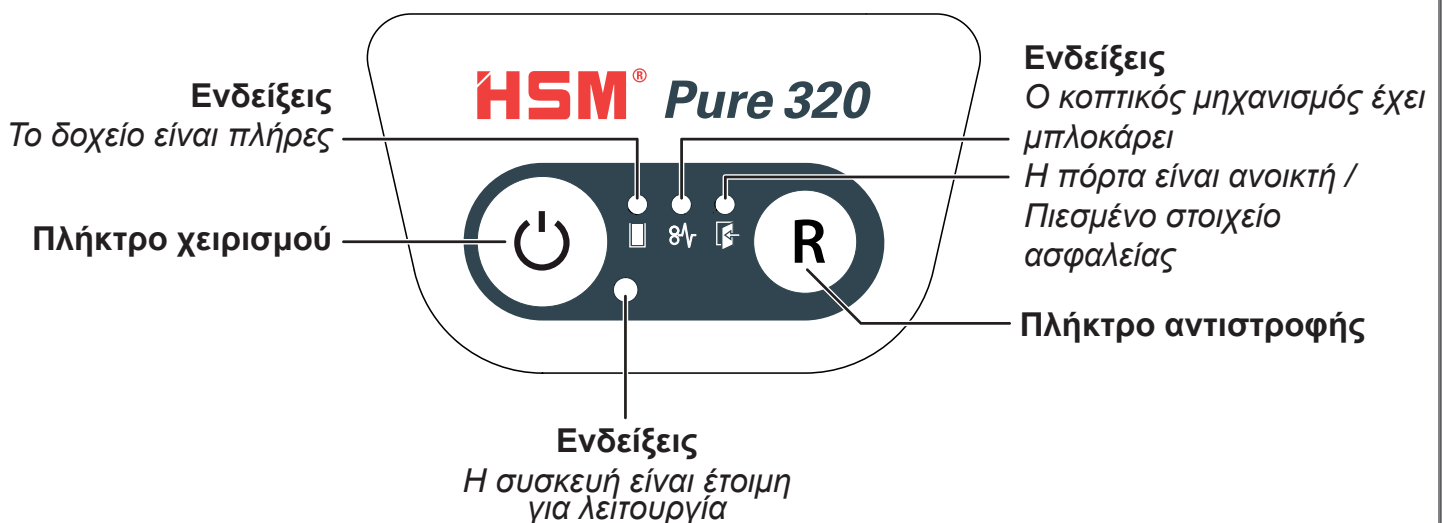 HSM® Pure 320
Ενδείξεις
Το δοχείο είναι πλήρες
Πλήκτρο χειρισμού
Ενδείξεις
Ο κοπτικός μηχανισμός έχει
μπλοκάρει
Η πόρτα είναι ανοικτή /
Πιεσμένο στοιχείο
ασφαλείας
R
Πλήκτρο αντιστροφής
Ενδείξεις
Η συσκευή είναι έτοιμη
για λειτουργία